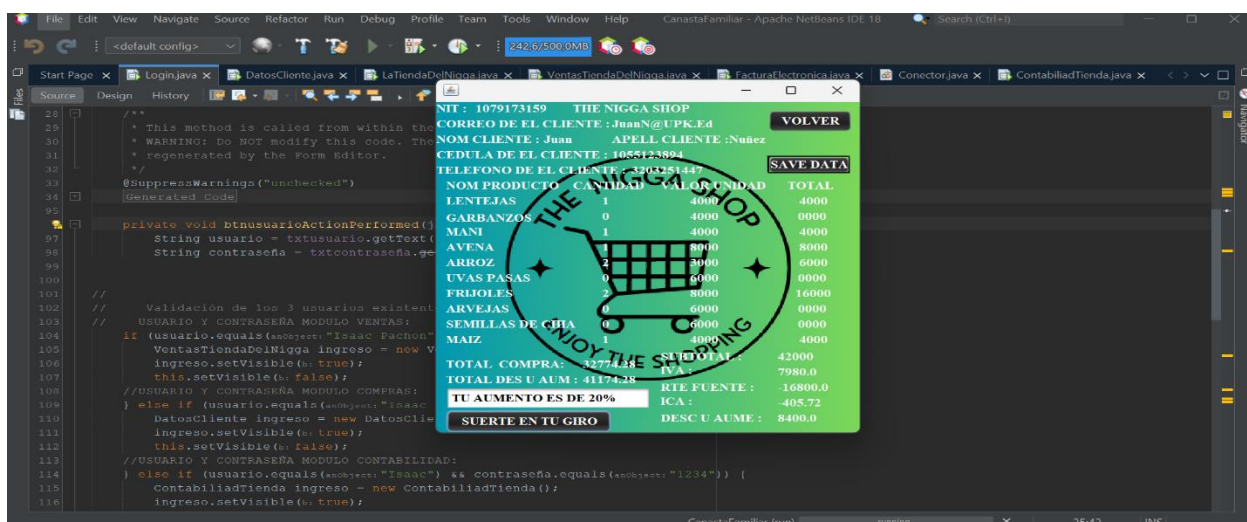 File Edit View Navigate Source Refactor Run Debug Profile Team Tools Window Help CanastaFamiliar - Apache NetBeans IDE 18 Search (Ctrl+I)
<default config> 242,6/500,0MB
Start Page Login.java DatosCliente.java LaTiendaDelNigga.java VentasTiendaDelNigga.java FacturaElectronica.java Conector.java ContabiliadTienda.java
Files
Source Design History
Navigator
28 /**
29 * This method is called from within the
30 * WARNING: Do NOT modify this code. The
31 * regenerated by the Form Editor.
32 */
33 @SuppressWarnings("unchecked")
34 Generated Code
95
private void btnusuarioActionPerformed(j
97 String usuario = txtusuario.getText(
98 String contraseña = txtcontraseña.ge
99
100
101 //
102 // Validación de los 3 usuarios existent
103 // USUARIO Y CONTRASEÑA MODULO VENTAS:
104 if (usuario.equals(anObject: "Isaac Pachon"
105 VentasTiendaDelNigga ingreso = new V
106 ingreso.setVisible(b: true);
107 this.setVisible(b: false);
108 //USUARIO Y CONTRASEÑA MODULO COMPRAS:
109 } else if (usuario.equals(anObject: "Isaac
110 DatosCliente ingreso = new DatosClie
111 ingreso.setVisible(b: true);
112 this.setVisible(b: false);
113 //USUARIO Y CONTRASEÑA MODULO CONTABILIDAD:
114 } else if (usuario.equals(anObject: "Isaac") && contraseña.equals(anObject: "1234")) {
115 ContabiliadTienda ingreso = new ContabiliadTienda();
116 ingreso.setVisible(b: true);
NIT : 1079173159 THE NIGGA SHOP
CORREO DE EL CLIENTE : JuanN@UPK.Ed
VOLVER
NOM CLIENTE : Juan APELL CLIENTE :Nuñez
CEDULA DE EL CLIENTE : 1055123894
SAVE DATA
TELEFONO DE EL CLIENTE : 3203251447
NOM PRODUCTO CANTIDAD VALOR UNIDAD TOTAL
LENTEJAS 1 4000 4000
GARBANZOS 0 4000 0000
MANI 1 4000 4000
AVENA 1 8000 8000
ARROZ 2 3000 6000
UVAS PASAS 0 6000 0000
FRIJOLES 2 8000 16000
ARVEJAS 0 6000 0000
SEMILLAS DE CHIA 0 6000 0000
MAIZ 1 4000 4000
THE NIGGA SHOP
ENJOY THE SHOPPING
SUBTOTAL : 42000
TOTAL COMPRA: 32774.28 IVA : 7980.0
TOTAL DES U AUM : 41174.28 RTE FUENTE : -16800.0
TU AUMENTO ES DE 20% ICA : -405.72
SUERTE EN TU GIRO DESC U AUME : 8400.0
CanastaFamiliar (run) running... 25:42 INS